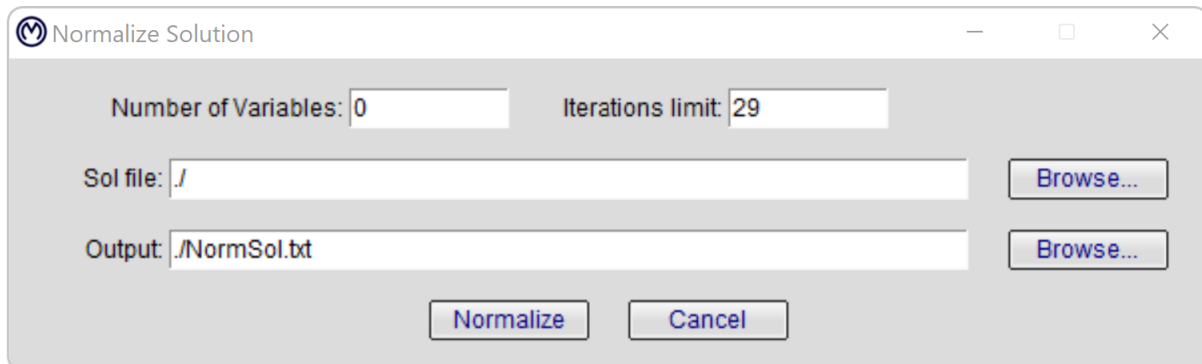 Normalize Solution
Number of Variables: 0 Iterations limit: 29
Sol file: ./ Browse...
Output: ./NormSol.txt Browse...
Normalize Cancel